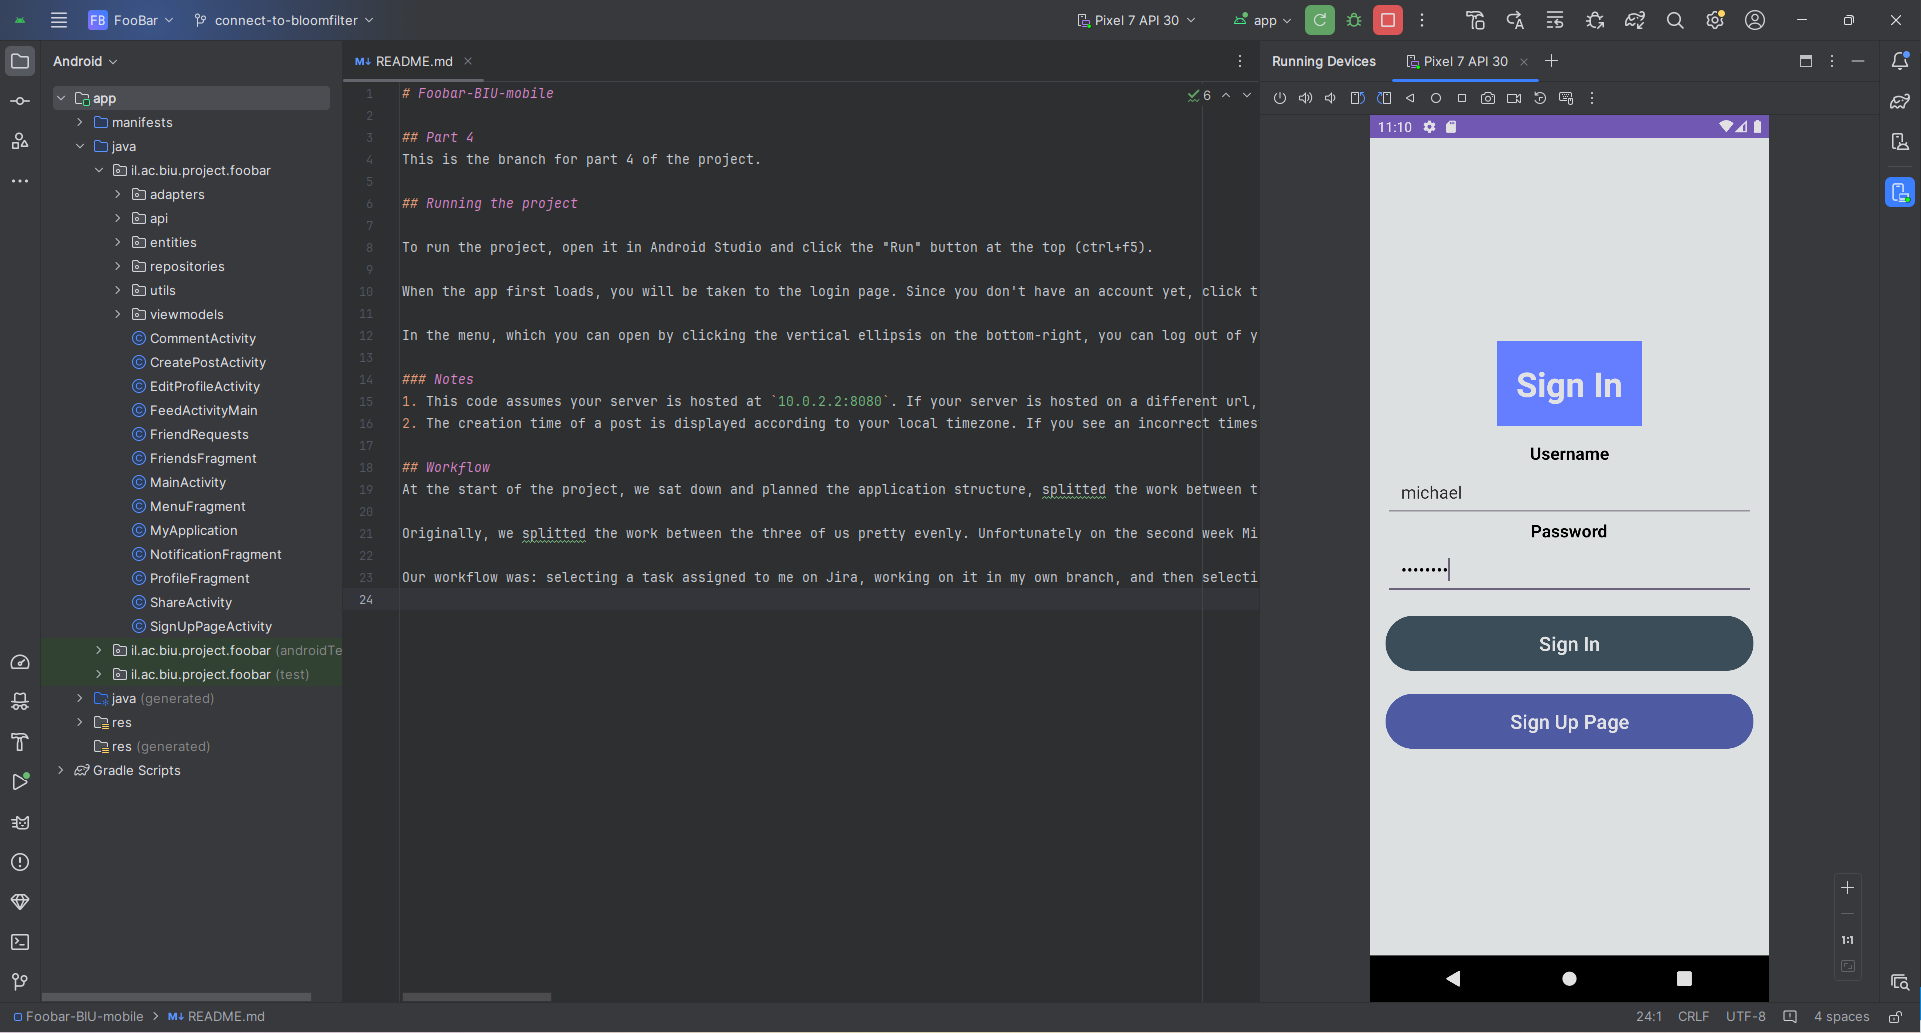 FB FooBar connect-to-bloomfilter Pixel 7 API 30 app
Android
app
manifests
java
il.ac.biu.project.foobar
adapters
api
entities
repositories
utils
viewmodels
CommentActivity
CreatePostActivity
EditProfileActivity
FeedActivityMain
FriendRequests
FriendsFragment
MainActivity
MenuFragment
MyApplication
NotificationFragment
ProfileFragment
ShareActivity
SignUpPageActivity
il.ac.biu.project.foobar (androidTe
il.ac.biu.project.foobar (test)
java (generated)
res
res (generated)
Gradle Scripts
M↓ README.md
6
1 # Foobar-BIU-mobile
2
3 ## Part 4
4 This is the branch for part 4 of the project.
5
6 ## Running the project
7
8 To run the project, open it in Android Studio and click the "Run" button at the top (ctrl+f5).
9
10 When the app first loads, you will be taken to the login page. Since you don't have an account yet, click t
11
12 In the menu, which you can open by clicking the vertical ellipsis on the bottom-right, you can log out of y
13
14 ### Notes
15 1. This code assumes your server is hosted at `10.0.2.2:8080`. If your server is hosted on a different url,
16 2. The creation time of a post is displayed according to your local timezone. If you see an incorrect times
17
18 ## Workflow
19 At the start of the project, we sat down and planned the application structure, splitted the work between t
20
21 Originally, we splitted the work between the three of us pretty evenly. Unfortunately on the second week Mi
22
23 Our workflow was: selecting a task assigned to me on Jira, working on it in my own branch, and then selecti
24
Running Devices Pixel 7 API 30
11:10
Sign In
Username
michael
Password
••••••••
Sign In
Sign Up Page
1:1
Foobar-BIU-mobile > M↓ README.md
24:1 CRLF UTF-8 4 spaces